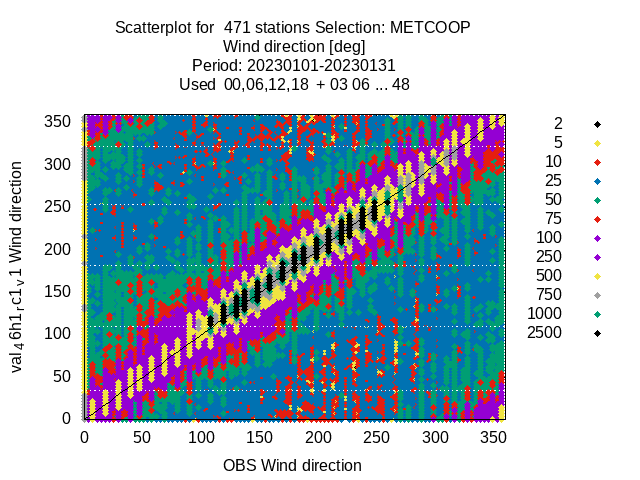 Scatterplot for  471 stations Selection: METCOOP
Wind direction [deg]
Period: 20230101-20230131
Used  00,06,12,18  + 03 06 ... 48
350
300
250
200
150
100
50
0
val 4 6h1 r c1 v 1 Wind direction
0 50 100 150 200 250 300 350
OBS Wind direction
2
5
10
25
50
75
100
250
500
750
1000
2500